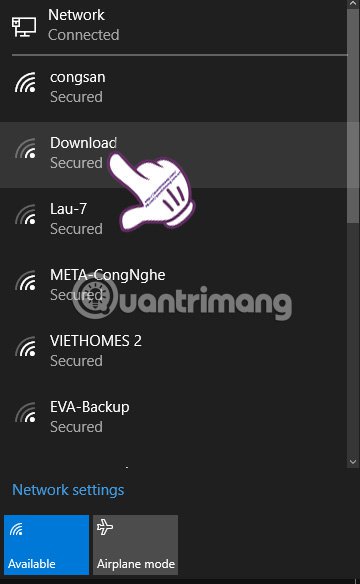 Network
Connected
congsan
Secured
Download
Secured
Lau-7
Secured
META-CongNghe
Secured
uantrimang
VIETHOMES 2
Secured
EVA-Backup
Secured
Network settings
Available
Airplane mode